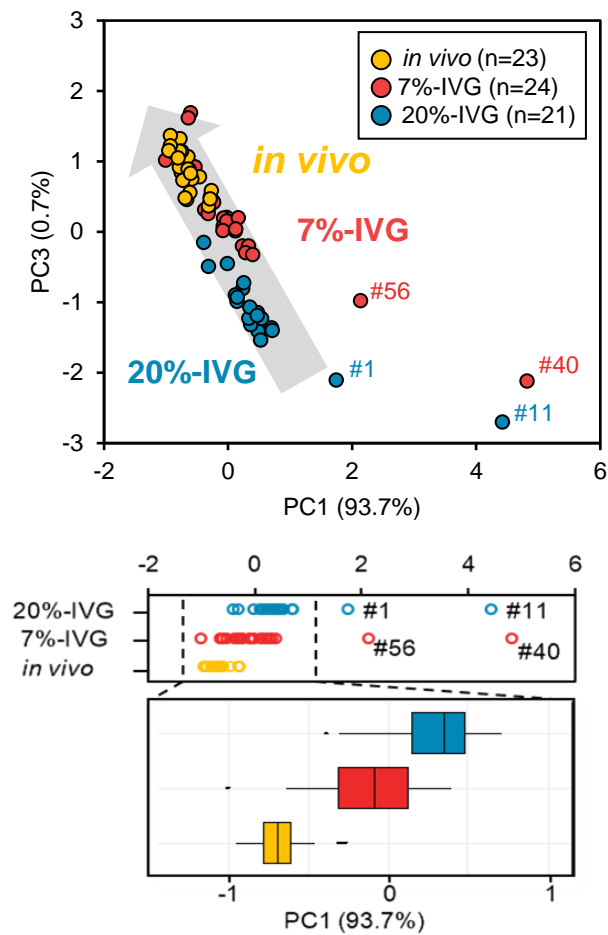 3
2
1
0
-1
-2
-3
PC3 (0.7%)
in vivo (n=23)
7%-IVG (n=24)
20%-IVG (n=21)
in vivo
7%-IVG
#56
20%-IVG
#1
#40
#11
-2
0
2
4
6
PC1 (93.7%)
-2
0
2
4
6
20%-IVG
#1
#11
7%-IVG
#56
#40
in vivo
-1
0
1
PC1 (93.7%)